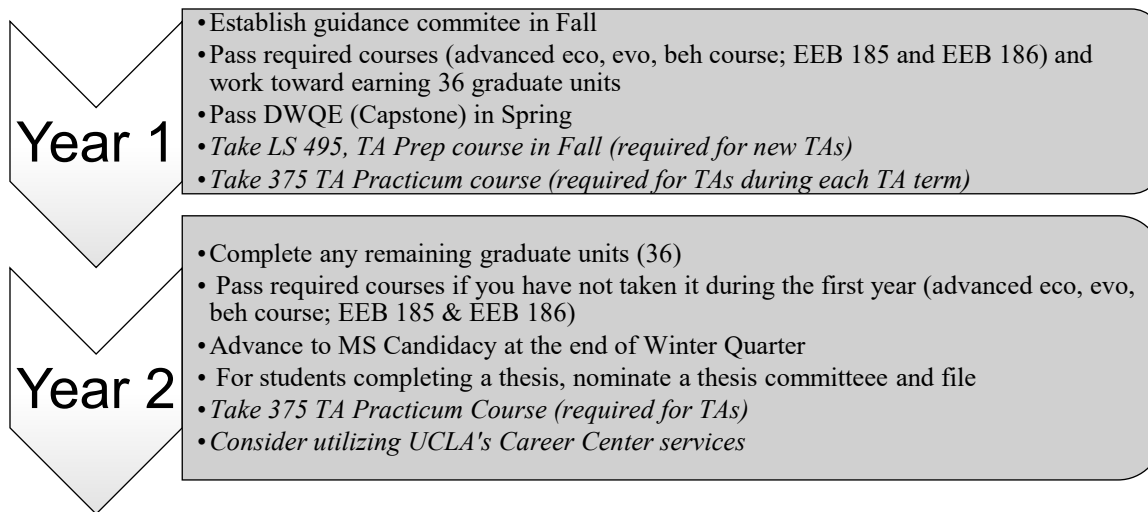 Year 1
•Establish guidance commitee in Fall
•Pass required courses (advanced eco, evo, beh course; EEB 185 and EEB 186) and
work toward earning 36 graduate units
•Pass DWQE (Capstone) in Spring
•Take LS 495, TA Prep course in Fall (required for new TAs)
•Take 375 TA Practicum course (required for TAs during each TA term)
Year 2
•Complete any remaining graduate units (36)
• Pass required courses if you have not taken it during the first year (advanced eco, evo,
beh course; EEB 185 & EEB 186)
•Advance to MS Candidacy at the end of Winter Quarter
• For students completing a thesis, nominate a thesis committeee and file
•Take 375 TA Practicum Course (required for TAs)
•Consider utilizing UCLA's Career Center services